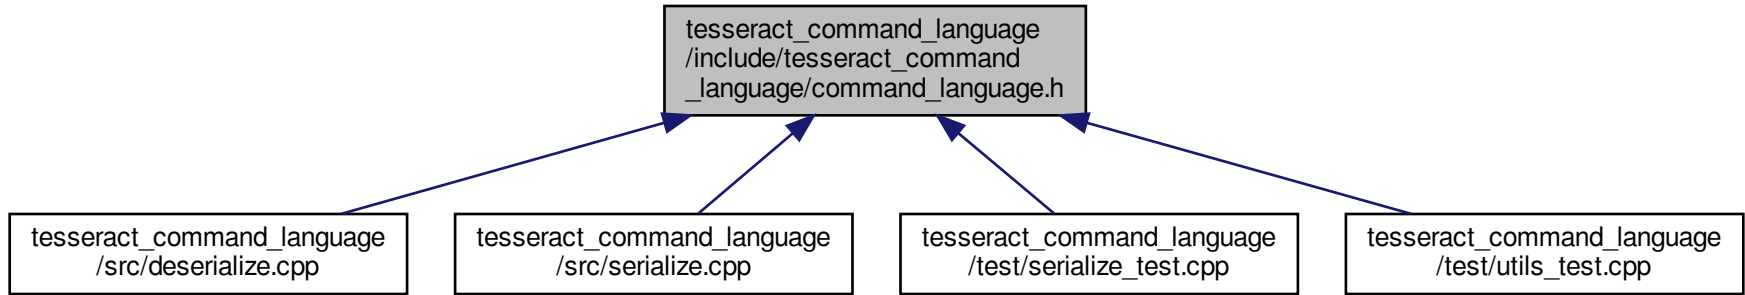 tesseract_command_language
/include/tesseract_command
_language/command_language.h
tesseract_command_language
/src/deserialize.cpp
tesseract_command_language
/src/serialize.cpp
tesseract_command_language
/test/serialize_test.cpp
tesseract_command_language
/test/utils_test.cpp